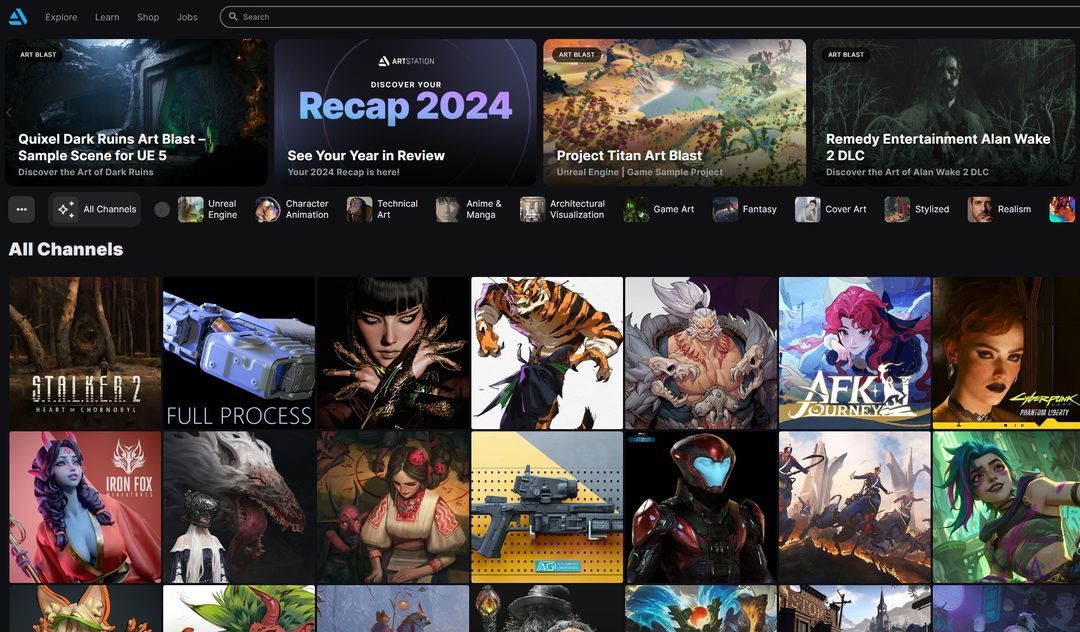 Explore Learn Shop Jobs Search
ART BLAST
Quixel Dark Ruins Art Blast –
Sample Scene for UE 5
Discover the Art of Dark Ruins
ARTSTATION
DISCOVER YOUR
Recap 2024
See Your Year in Review
Your 2024 Recap is here!
ART BLAST
Project Titan Art Blast
Unreal Engine | Game Sample Project
ART BLAST
Remedy Entertainment Alan Wake
2 DLC
Discover the Art of Alan Wake 2 DLC
All Channels
Unreal
Engine
Character
Animation
Technical
Art
Anime &
Manga
Architectural
Visualization
Game Art
Fantasy
Cover Art
Stylized
Realism
All Channels
S.T.A.L.K.E.R. 2
HEART OF CHORNOBYL
FULL PROCESS
AFK
JOURNEY
CYBERPUNK
PHANTOM LIBERTY
IRON FOX
MINIATURES
AGI